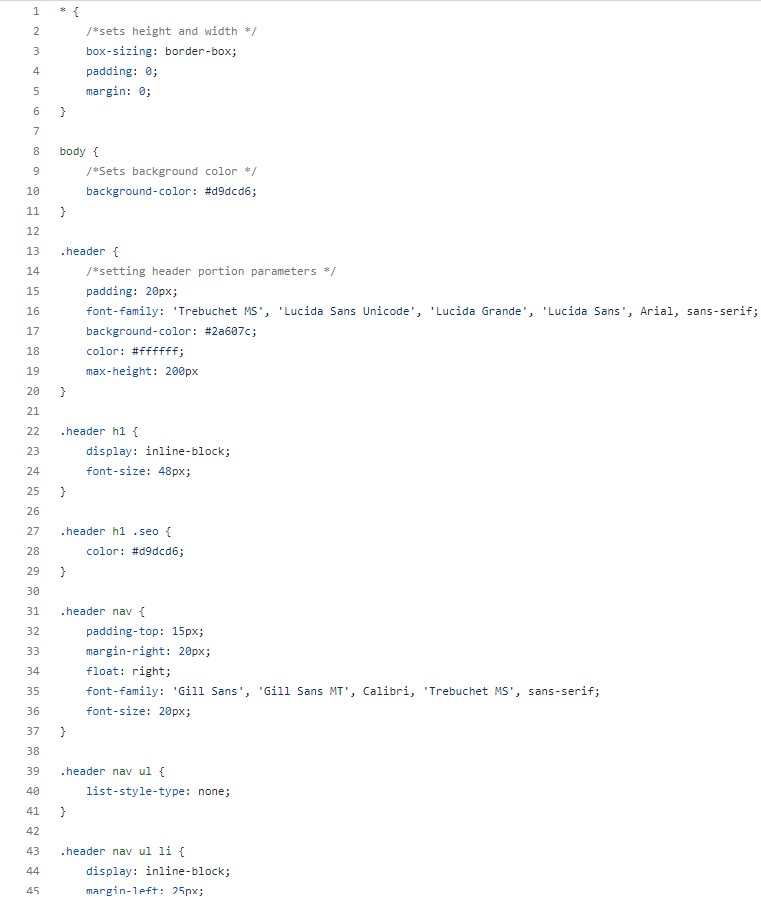 1 * {
2 /*sets height and width */
3 box-sizing: border-box;
4 padding: 0;
5 margin: 0;
6 }
7
8 body {
9 /*Sets background color */
10 background-color: #d9dcd6;
11 }
12
13 .header {
14 /*setting header portion parameters */
15 padding: 20px;
16 font-family: 'Trebuchet MS', 'Lucida Sans Unicode', 'Lucida Grande', 'Lucida Sans', Arial, sans-serif;
17 background-color: #2a607c;
18 color: #ffffff;
19 max-height: 200px
20 }
21
22 .header h1 {
23 display: inline-block;
24 font-size: 48px;
25 }
26
27 .header h1 .seo {
28 color: #d9dcd6;
29 }
30
31 .header nav {
32 padding-top: 15px;
33 margin-right: 20px;
34 float: right;
35 font-family: 'Gill Sans', 'Gill Sans MT', Calibri, 'Trebuchet MS', sans-serif;
36 font-size: 20px;
37 }
38
39 .header nav ul {
40 list-style-type: none;
41 }
42
43 .header nav ul li {
44 display: inline-block;
45 margin-left: 25px;